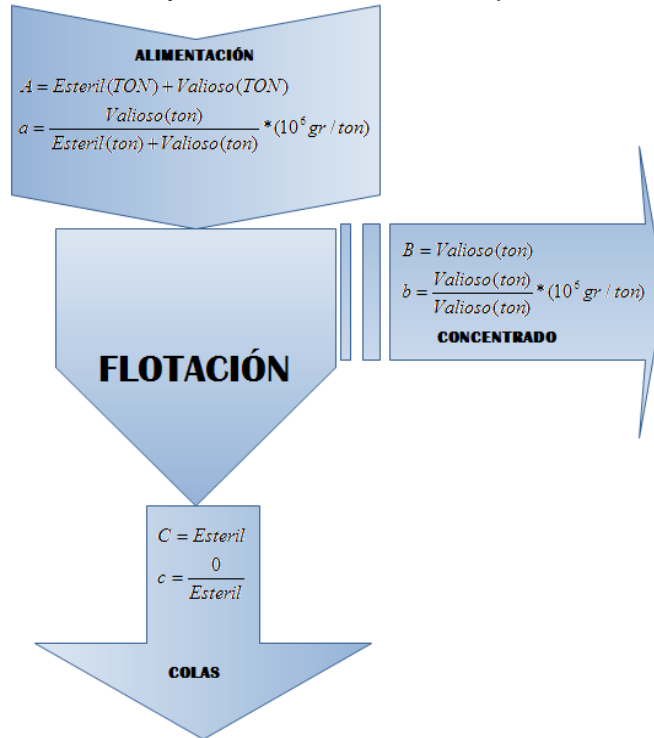 ALIMENTACIÓN
A = Esteril(TON) + Valioso(TON)
a = Valioso(ton) / Esteril(ton) + Valioso(ton) * (10^6 gr / ton)
B = Valioso(ton)
b = Valioso(ton) / Valioso(ton) * (10^6 gr / ton)
CONCENTRADO
FLOTACIÓN
C = Esteril
c = 0 / Esteril
COLAS